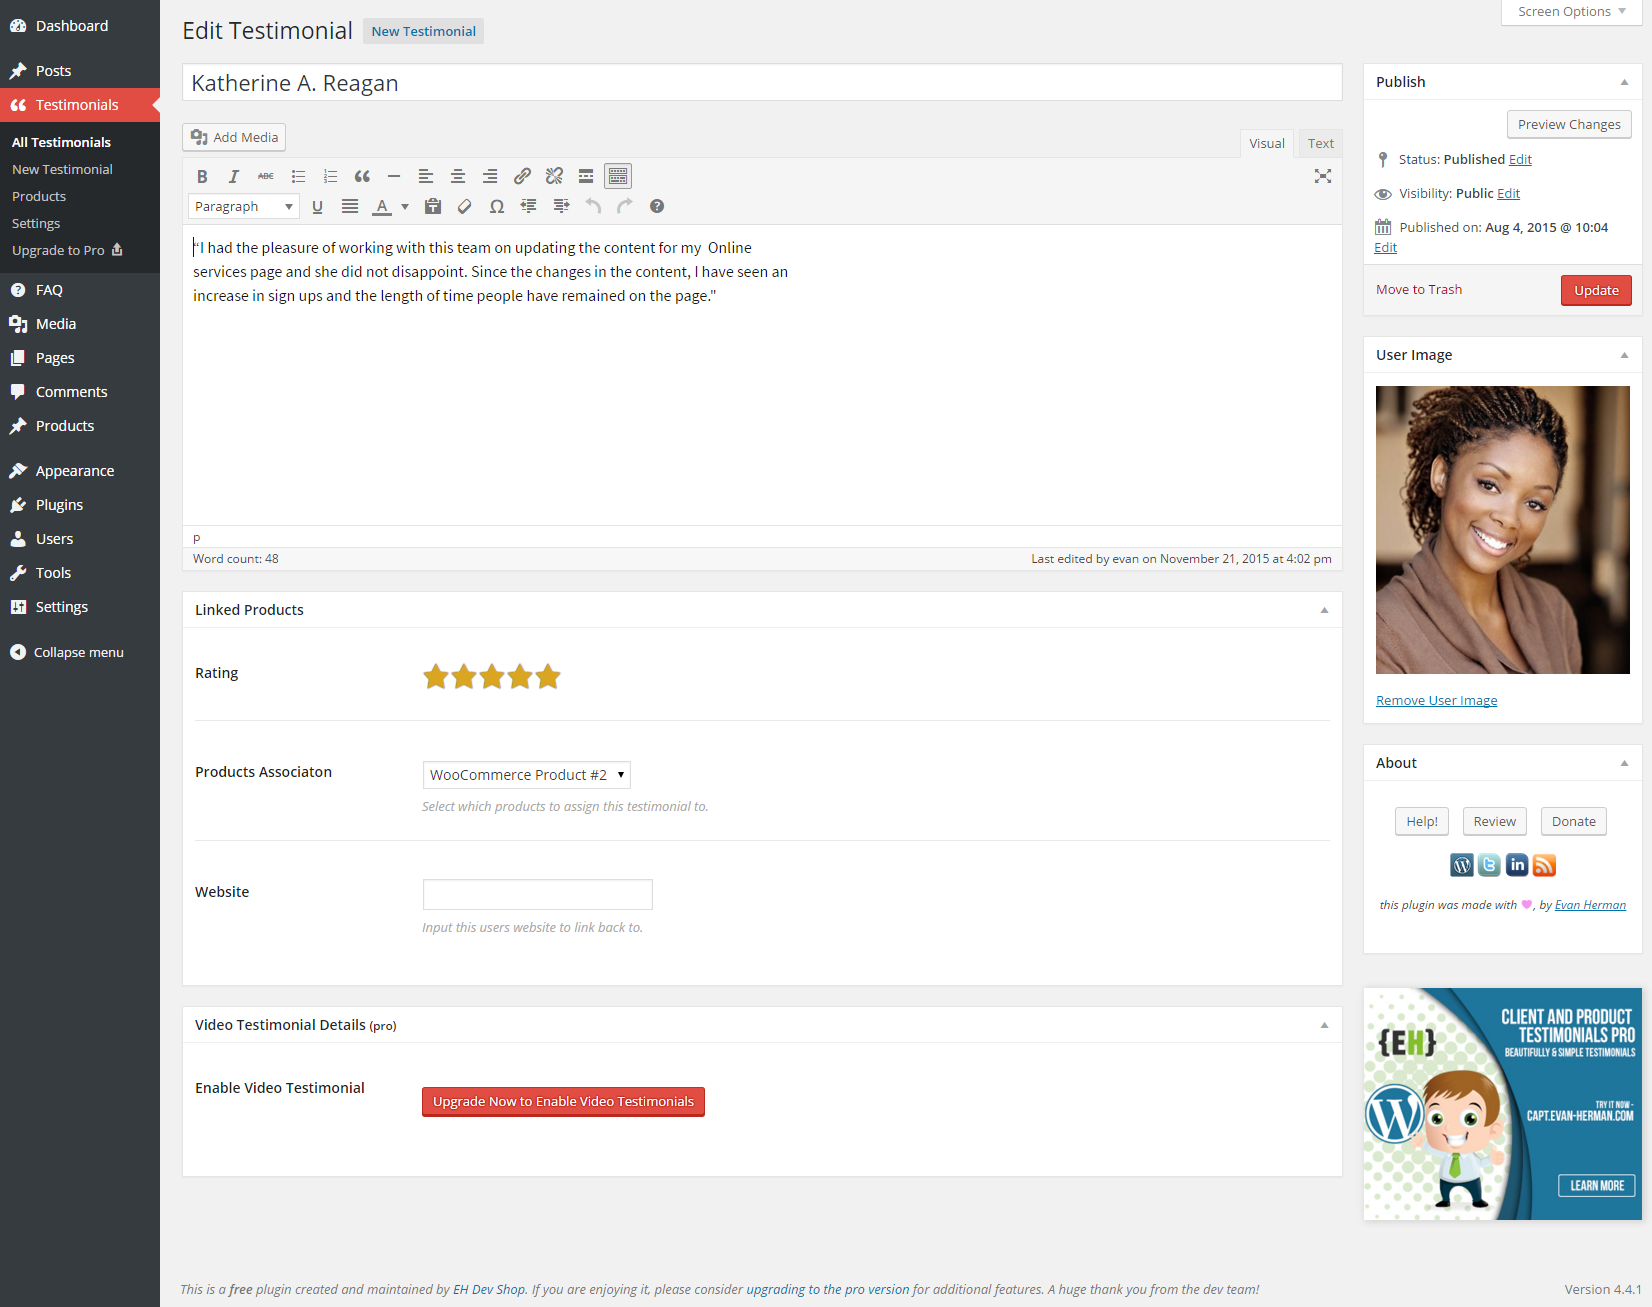 Dashboard
Posts
Testimonials
All Testimonials
New Testimonial
Products
Settings
Upgrade to Pro
FAQ
Media
Pages
Comments
Products
Appearance
Plugins
Users
Tools
Settings
Collapse menu
Screen Options
Edit Testimonial New Testimonial
Katherine A. Reagan
Add Media
Visual Text
B I ABC
Paragraph U A Ω
“I had the pleasure of working with this team on updating the content for my Online
services page and she did not disappoint. Since the changes in the content, I have seen an
increase in sign ups and the length of time people have remained on the page."
p
Word count: 48 Last edited by evan on November 21, 2015 at 4:02 pm
Linked Products
Rating
Products Associaton WooCommerce Product #2
Select which products to assign this testimonial to.
Website
Input this users website to link back to.
Video Testimonial Details (pro)
Enable Video Testimonial Upgrade Now to Enable Video Testimonials
Publish
Preview Changes
Status: Published Edit
Visibility: Public Edit
Published on: Aug 4, 2015 @ 10:04
Edit
Move to Trash Update
User Image
Remove User Image
About
Help! Review Donate
in
this plugin was made with , by Evan Herman
CLIENT AND PRODUCT
TESTIMONIALS PRO
BEAUTIFULLY & SIMPLE TESTIMONIALS
{EH}
TRY IT NOW -
CAPT.EVAN-HERMAN.COM
LEARN MORE
This is a free plugin created and maintained by EH Dev Shop. If you are enjoying it, please consider upgrading to the pro version for additional features. A huge thank you from the dev team! Version 4.4.1